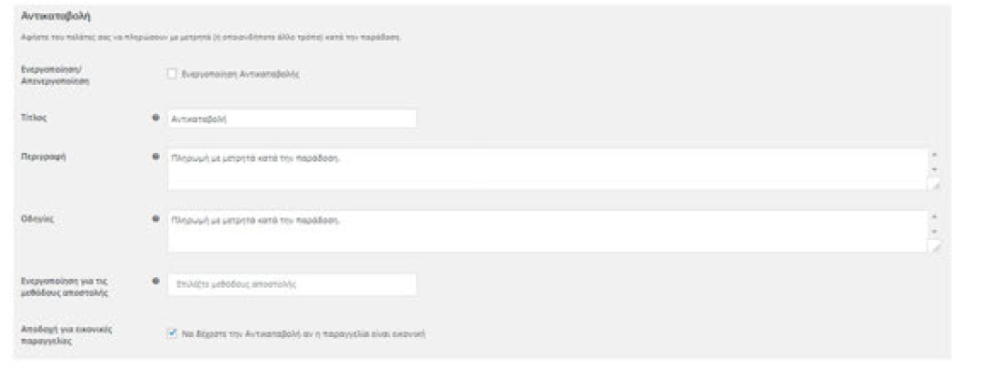 Αντικαταβολή
Αφήστε του πελάτες σας να πληρώσουν με μετρητά (ή οποιονδήποτε άλλο τρόπο) κατά την παράδοση.
Ενεργοποίηση/
Απενεργοποίηση
Ενεργοποίηση Αντικαταβολής
Τίτλος
Αντικαταβολή
Περιγραφή
Πληρωμή με μετρητά κατά την παράδοση.
Οδηγίες
Πληρωμή με μετρητά κατά την παράδοση.
Ενεργοποίηση για τις
μεθόδους αποστολής
Επιλέξτε μεθόδους αποστολής
Αποδοχή για εικονικές
παραγγελίες
Να δέχεστε την Αντικαταβολή αν η παραγγελία είναι εικονική